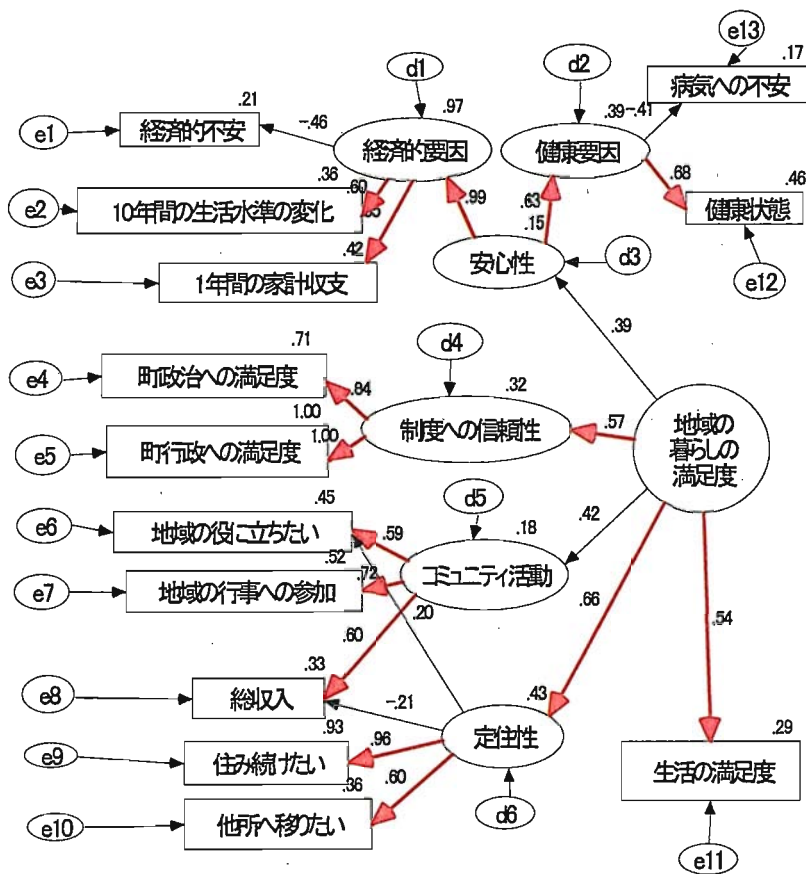 e13
.17
d1
d2
病気への不安
.21
.97
.39
-.41
e1
経済的不安
-.46
経済的要因
健康要因
.36
.60
.68
.46
e2
10年間の生活水準の変化
.99
.63
健康状態
.42
.15
e3
1年間の家計収支
安心性
d3
e12
.39
.71
d4
e4
町政治への満足度
.84
.32
1.00
1.00
制度への信頼性
.57
地域の
暮らしの
満足度
e5
町行政への満足度
.45
d5
e6
地域の役に立ちたい
.59
.18
.42
.52
.72
コミュニティ活動
e7
地域の行事への参加
.20
.66
.54
.60
.33
e8
総収入
-.21
.43
.93
定住性
.29
e9
住み続けたい
.96
生活の満足度
.36
.60
e10
他所へ移りたい
d6
e11